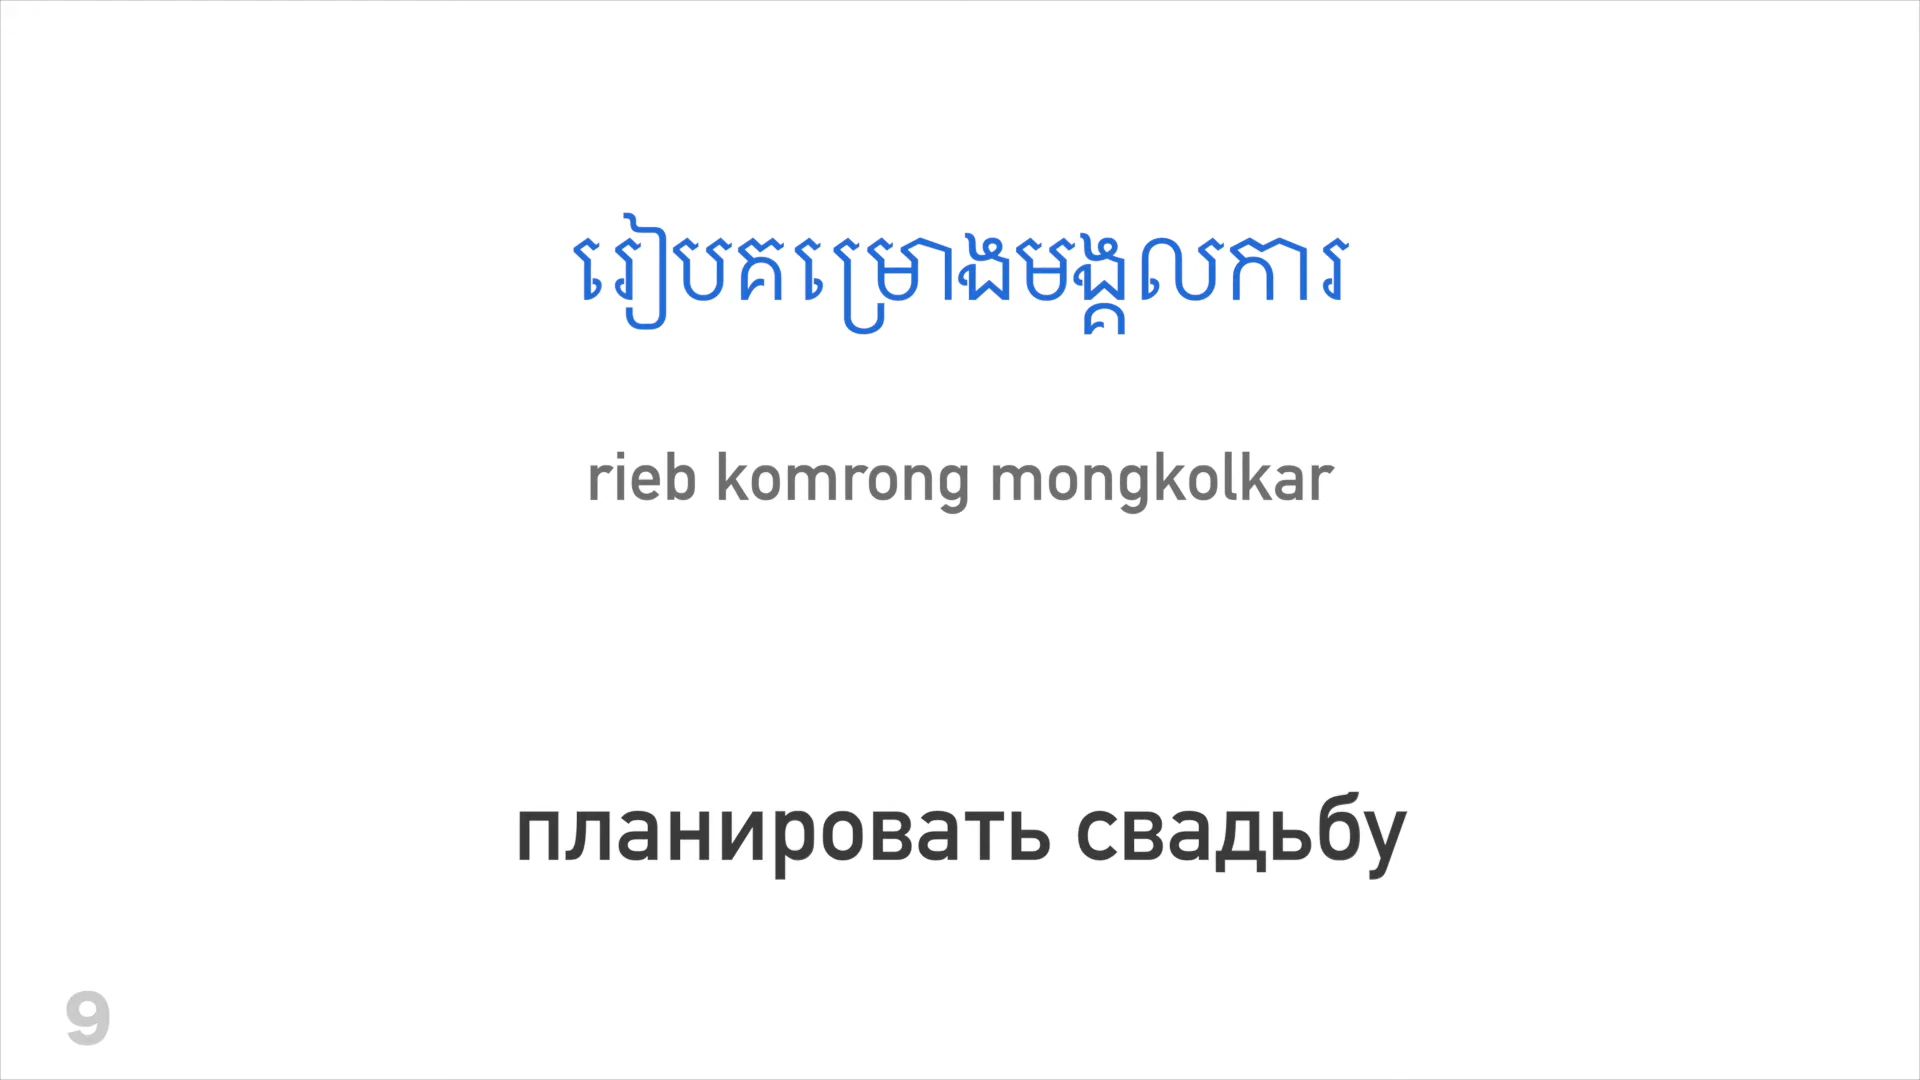 រៀបគម្រោងមង្គលការ
rieb komrong mongkolkar
планировать свадьбу
9